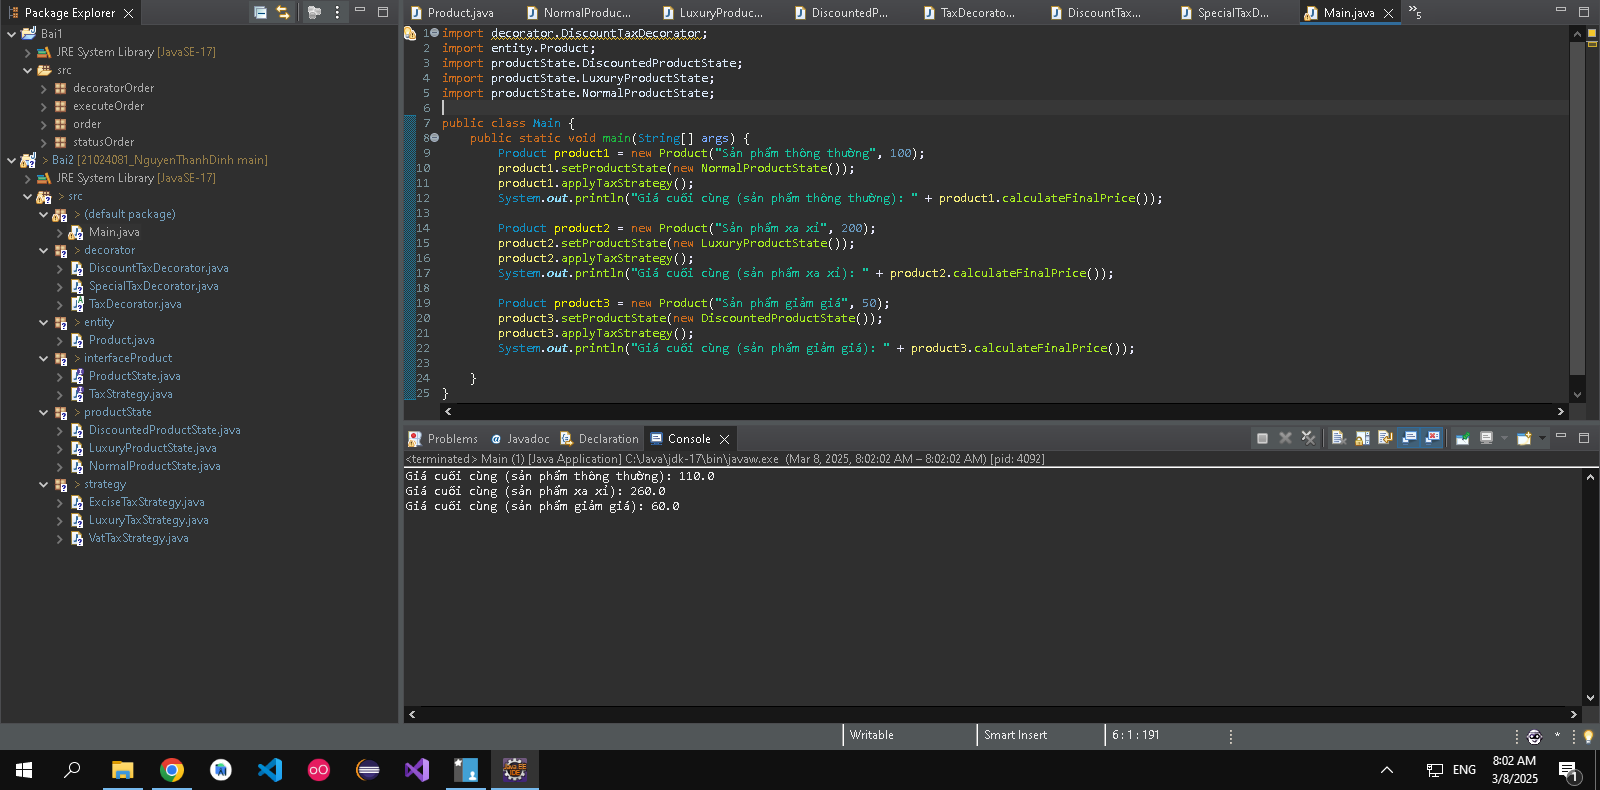 Package Explorer
Bai1
JRE System Library [JavaSE-17]
src
decoratorOrder
executeOrder
order
statusOrder
> Bai2 [21024081_NguyenThanhDinh main]
JRE System Library [JavaSE-17]
> src
> (default package)
Main.java
> decorator
DiscountTaxDecorator.java
SpecialTaxDecorator.java
TaxDecorator.java
> entity
Product.java
> interfaceProduct
ProductState.java
TaxStrategy.java
> productState
DiscountedProductState.java
LuxuryProductState.java
NormalProductState.java
> strategy
ExciseTaxStrategy.java
LuxuryTaxStrategy.java
VatTaxStrategy.java
Product.java NormalProduc... LuxuryProduc... DiscountedP... TaxDecorato... DiscountTax... SpecialTaxD... Main.java »5
1 import decorator.DiscountTaxDecorator;
2 import entity.Product;
3 import productState.DiscountedProductState;
4 import productState.LuxuryProductState;
5 import productState.NormalProductState;
6
7 public class Main {
8 public static void main(String[] args) {
9 Product product1 = new Product("Sản phẩm thông thường", 100);
10 product1.setProductState(new NormalProductState());
11 product1.applyTaxStrategy();
12 System.out.println("Giá cuối cùng (sản phẩm thông thường): " + product1.calculateFinalPrice());
13
14 Product product2 = new Product("Sản phẩm xa xỉ", 200);
15 product2.setProductState(new LuxuryProductState());
16 product2.applyTaxStrategy();
17 System.out.println("Giá cuối cùng (sản phẩm xa xỉ): " + product2.calculateFinalPrice());
18
19 Product product3 = new Product("Sản phẩm giảm giá", 50);
20 product3.setProductState(new DiscountedProductState());
21 product3.applyTaxStrategy();
22 System.out.println("Giá cuối cùng (sản phẩm giảm giá): " + product3.calculateFinalPrice());
23
24 }
25 }
Problems @ Javadoc Declaration Console
<terminated> Main (1) [Java Application] C:\Java\jdk-17\bin\javaw.exe (Mar 8, 2025, 8:02:02 AM – 8:02:02 AM) [pid: 4092]
Giá cuối cùng (sản phẩm thông thường): 110.0
Giá cuối cùng (sản phẩm xa xỉ): 260.0
Giá cuối cùng (sản phẩm giảm giá): 60.0
Writable Smart Insert 6 : 1 : 191
ENG 8:02 AM
3/8/2025 1